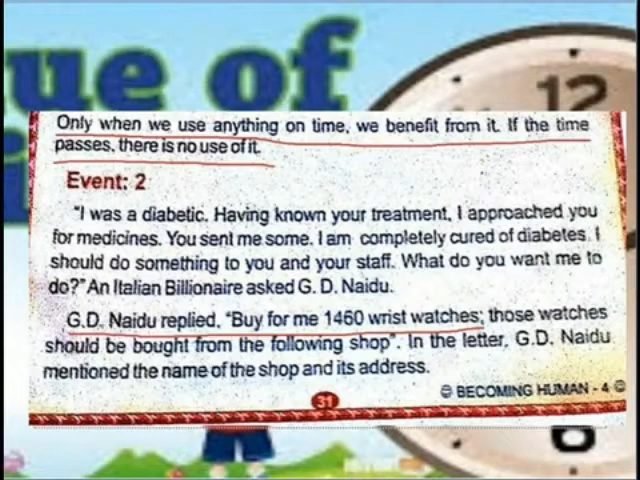 ue of
12
Only when we use anything on time, we benefit from it. If the time
passes, there is no use of it.
Event: 2
"I was a diabetic. Having known your treatment, I approached you
for medicines. You sent me some. I am completely cured of diabetes. I
should do something to you and your staff. What do you want me to
do?" An Italian Billionaire asked G. D. Naidu.
G.D. Naidu replied, "Buy for me 1460 wrist watches; those watches
should be bought from the following shop". In the letter, G.D. Naidu
mentioned the name of the shop and its address.
☺ BECOMING HUMAN - 4 ☺
31
6